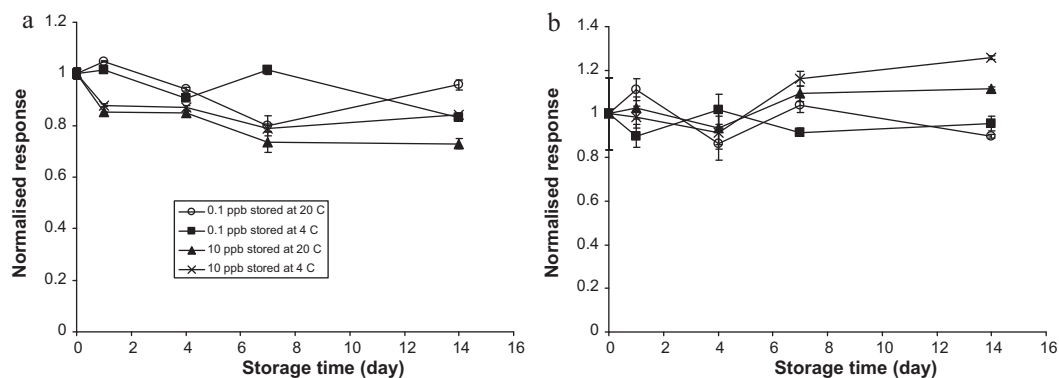 a
1.2
1
0.8
0.6
0.4
0.2
0
0 2 4 6 8 10 12 14 16
Normalised response
Storage time (day)
0.1 ppb stored at 20 C
0.1 ppb stored at 4 C
10 ppb stored at 20 C
10 ppb stored at 4 C
b
1.4
1.2
1
0.8
0.6
0.4
0.2
0
0 2 4 6 8 10 12 14 16
Normalised response
Storage time (day)